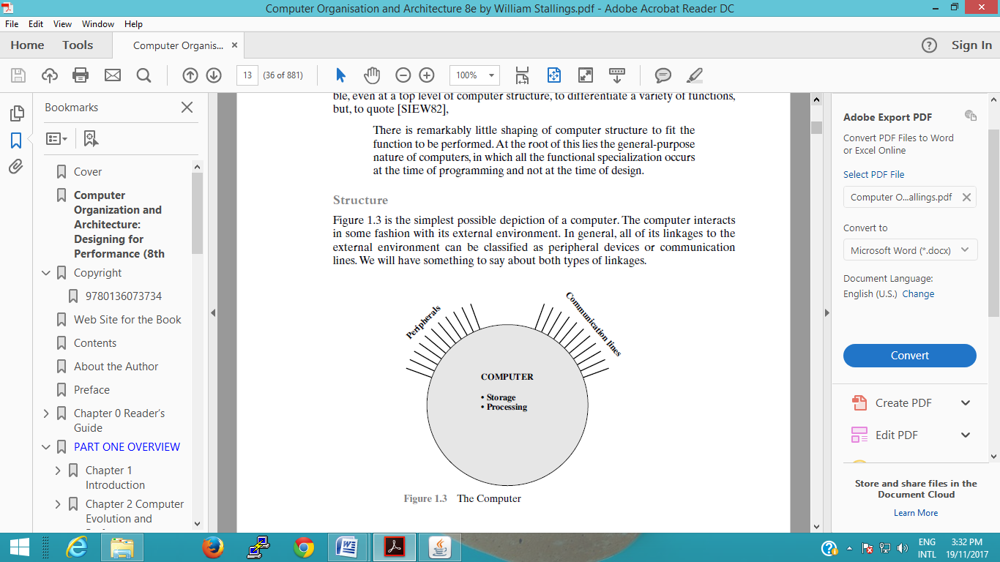 Computer Organisation and Architecture 8e by William Stallings.pdf - Adobe Acrobat Reader DC
File Edit View Window Help
Home Tools Computer Organis... × Sign In
13 (36 of 881) 100%
Bookmarks
Cover
Computer
Organization and
Architecture:
Designing for
Performance (8th
Copyright
9780136073734
Web Site for the Book
Contents
About the Author
Preface
Chapter 0 Reader's
Guide
PART ONE OVERVIEW
Chapter 1
Introduction
Chapter 2 Computer
Evolution and
ble, even at a top level of computer structure, to differentiate a variety of functions,
but, to quote [SIEW82],
There is remarkably little shaping of computer structure to fit the
function to be performed. At the root of this lies the general-purpose
nature of computers, in which all the functional specialization occurs
at the time of programming and not at the time of design.
Structure
Figure 1.3 is the simplest possible depiction of a computer. The computer interacts
in some fashion with its external environment. In general, all of its linkages to the
external environment can be classified as peripheral devices or communication
lines. We will have something to say about both types of linkages.
Peripherals
Communication lines
COMPUTER
• Storage
• Processing
Figure 1.3 The Computer
Adobe Export PDF
Convert PDF Files to Word
or Excel Online
Select PDF File
Computer O...allings.pdf
Convert to
Microsoft Word (*.docx)
Document Language:
English (U.S.) Change
Convert
Create PDF
Edit PDF
Store and share files in the
Document Cloud
Learn More
ENG 3:32 PM
INTL 19/11/2017